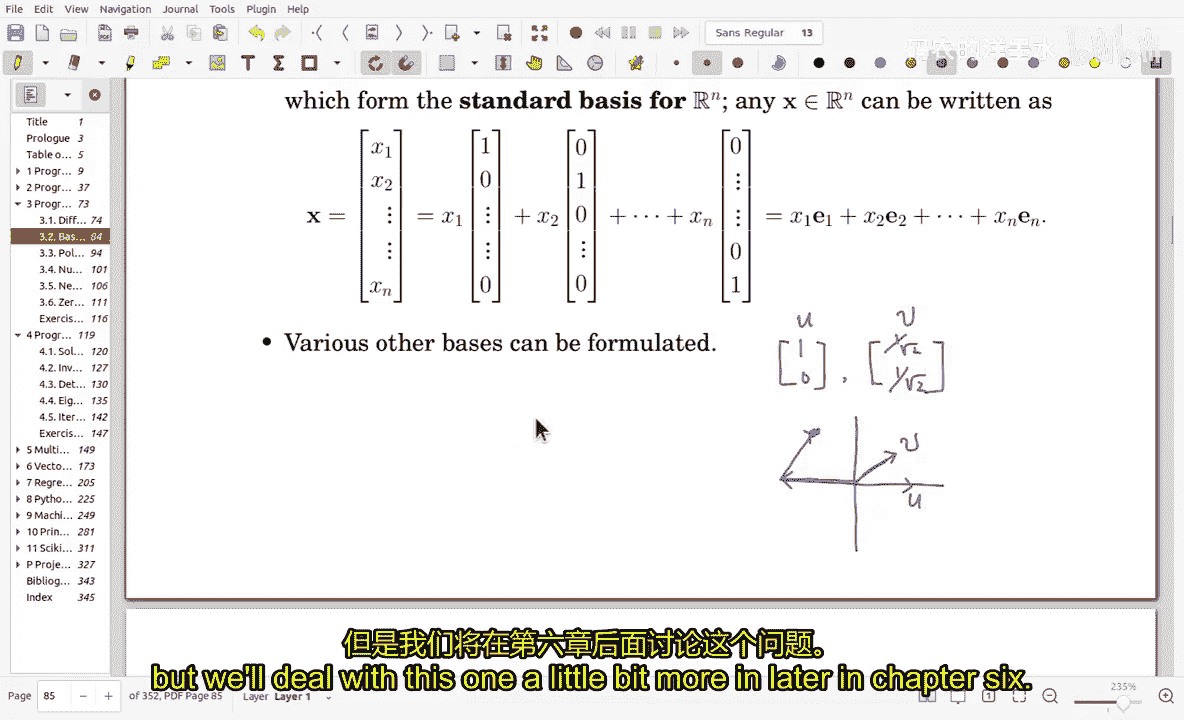 File Edit View Navigation Journal Tools Plugin Help
Sans Regular 13
Title 1
Prologue 3
Table o... 5
1 Progr... 9
2 Progr... 37
3 Progr... 73
3.1. Diff... 74
3.2. Bas... 84
3.3. Pol... 94
3.4. Nu... 101
3.5. Ne... 106
3.6. Zer... 111
Exercis... 118
4 Progr... 119
4.1. Sol... 120
4.2. Inv... 127
4.3. Det... 130
4.4. Eig... 135
4.5. Iter... 142
Exercis... 147
5 Multi... 149
6 Vecto... 173
7 Regre... 205
8 Pytho... 225
9 Machi... 249
10 Prin... 281
11 Sciki... 311
P Proje... 327
Bibliog... 343
Index 345
which form the standard basis for ℝⁿ; any x ∈ ℝⁿ can be written as
x = [x₁ x₂ ⋮ ⋮ xₙ] = x₁ [1 0 ⋮ ⋮ 0] + x₂ [0 1 0 ⋮ 0] + ⋯ + xₙ [0 ⋮ ⋮ 0 1] = x₁e₁ + x₂e₂ + ⋯ + xₙeₙ.
• Various other bases can be formulated.
u v
[1 0] , [1/√2 1/√2]
v
u
但是我们将在第六章后面讨论这个问题。
but we'll deal with this one a little bit more in later in chapter six.
Page 85 of 352, PDF Page 85 Layer Layer 1 235%